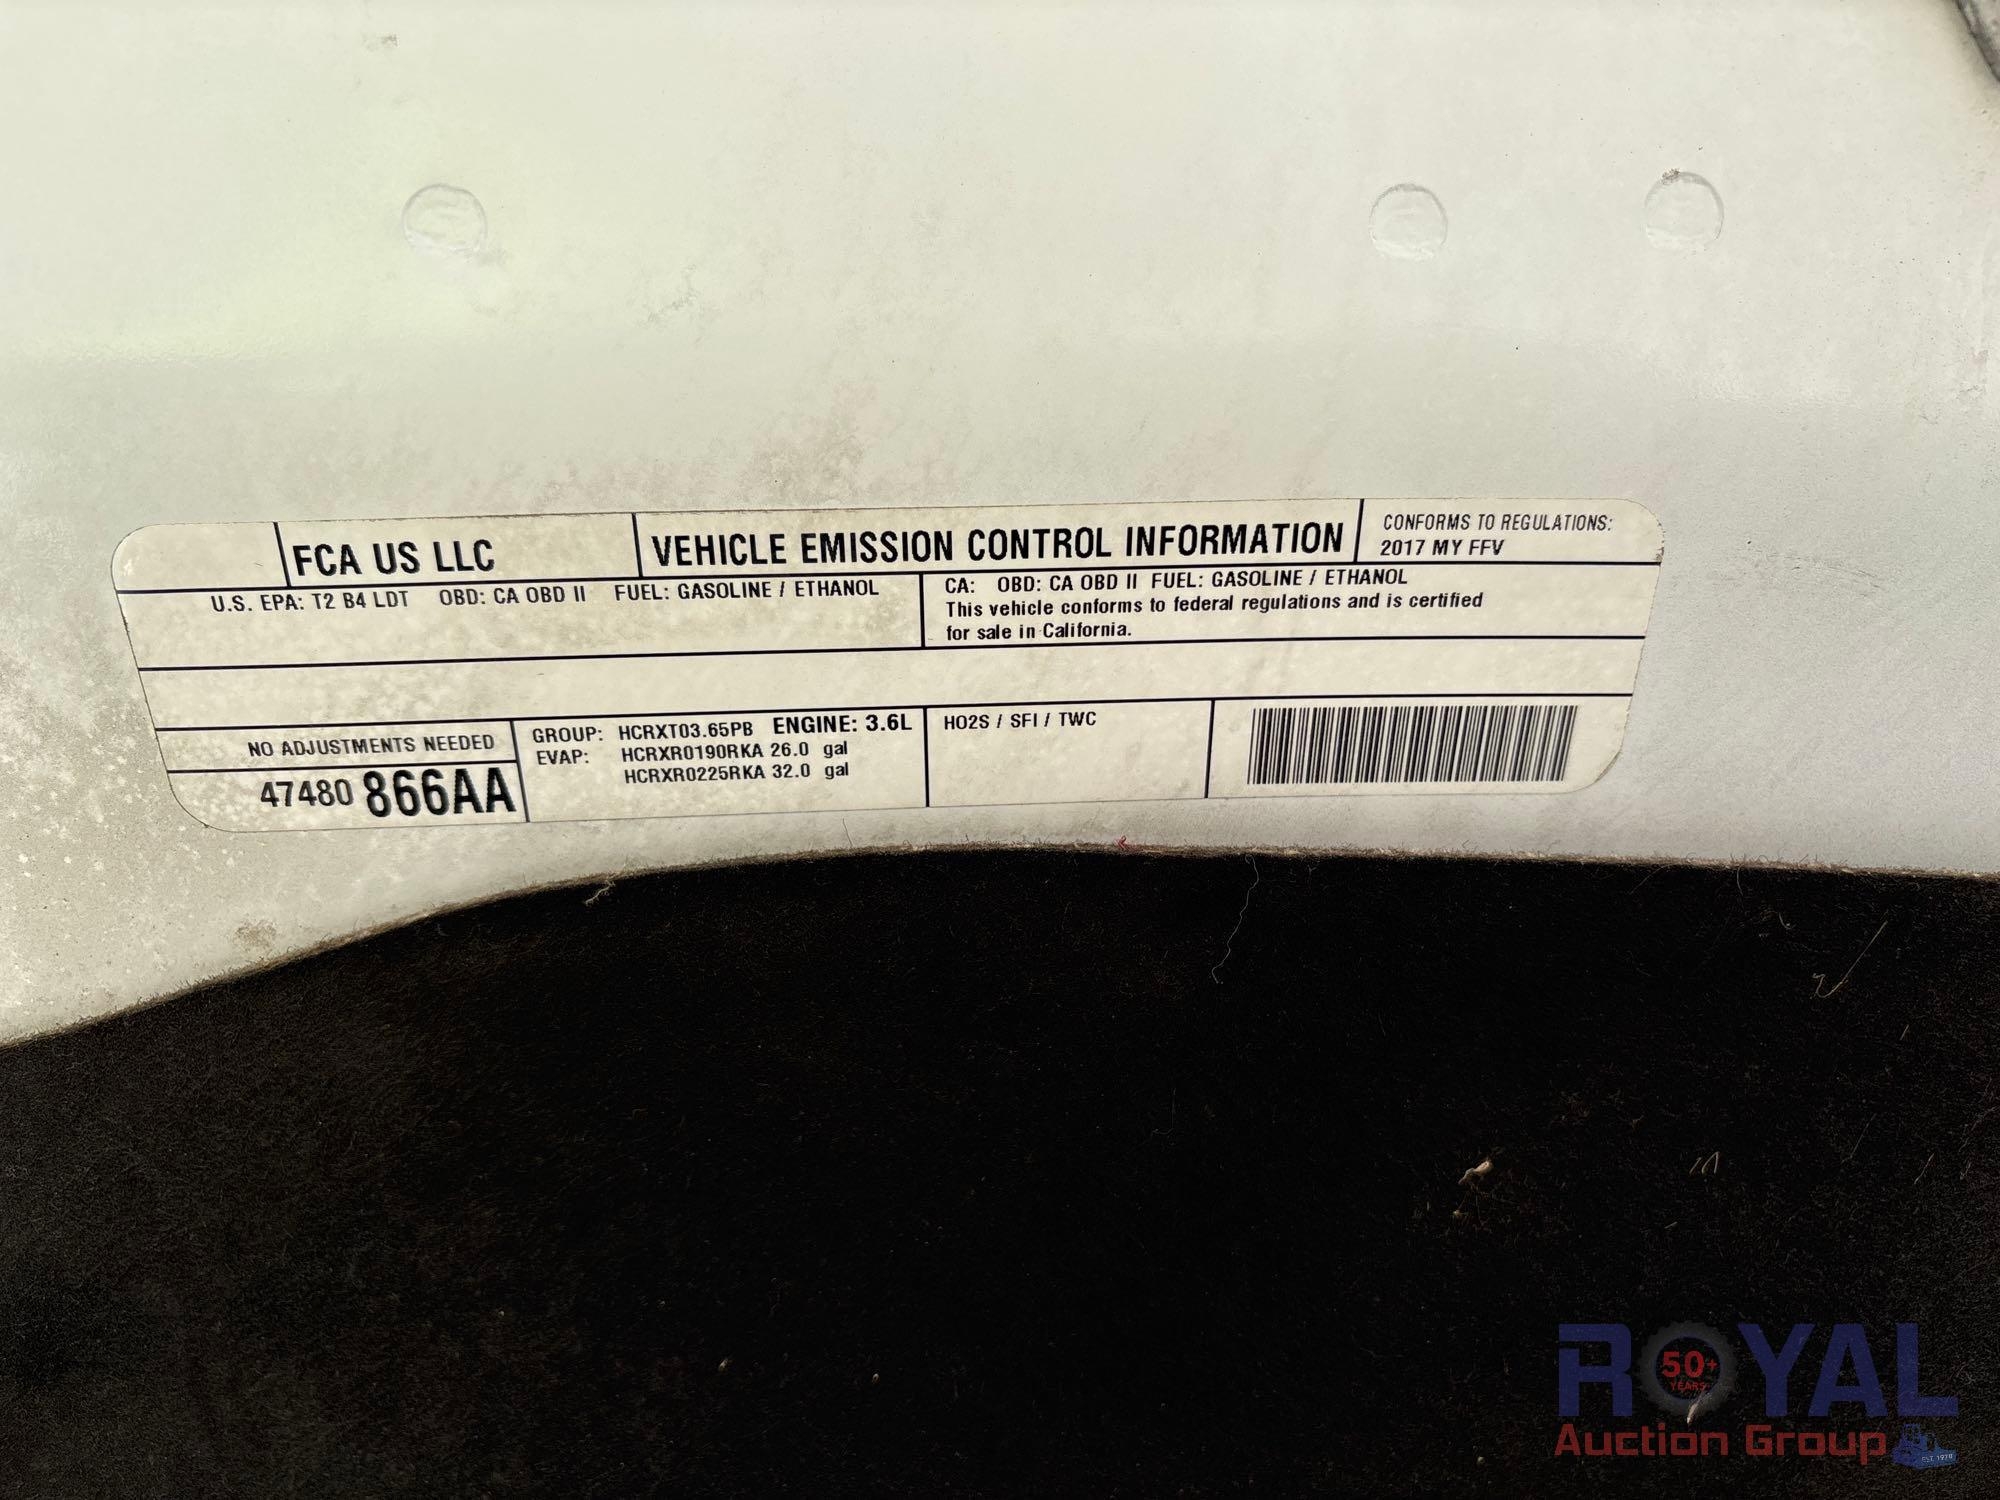 FCA US LLC
VEHICLE EMISSION CONTROL INFORMATION
CONFORMS TO REGULATIONS:
2017 MY FFV
U.S. EPA: T2 B4 LDT OBD: CA OBD II FUEL: GASOLINE / ETHANOL
CA: OBD: CA OBD II FUEL: GASOLINE / ETHANOL
This vehicle conforms to federal regulations and is certified
for sale in California.
NO ADJUSTMENTS NEEDED
47480 866AA
GROUP: HCRXT03.65PB ENGINE: 3.6L
EVAP: HCRXR0190RKA 26.0 gal
HCRXR0225RKA 32.0 gal
HO2S / SFI / TWC
ROYAL
50+
YEARS
Auction Group
EST. 1970